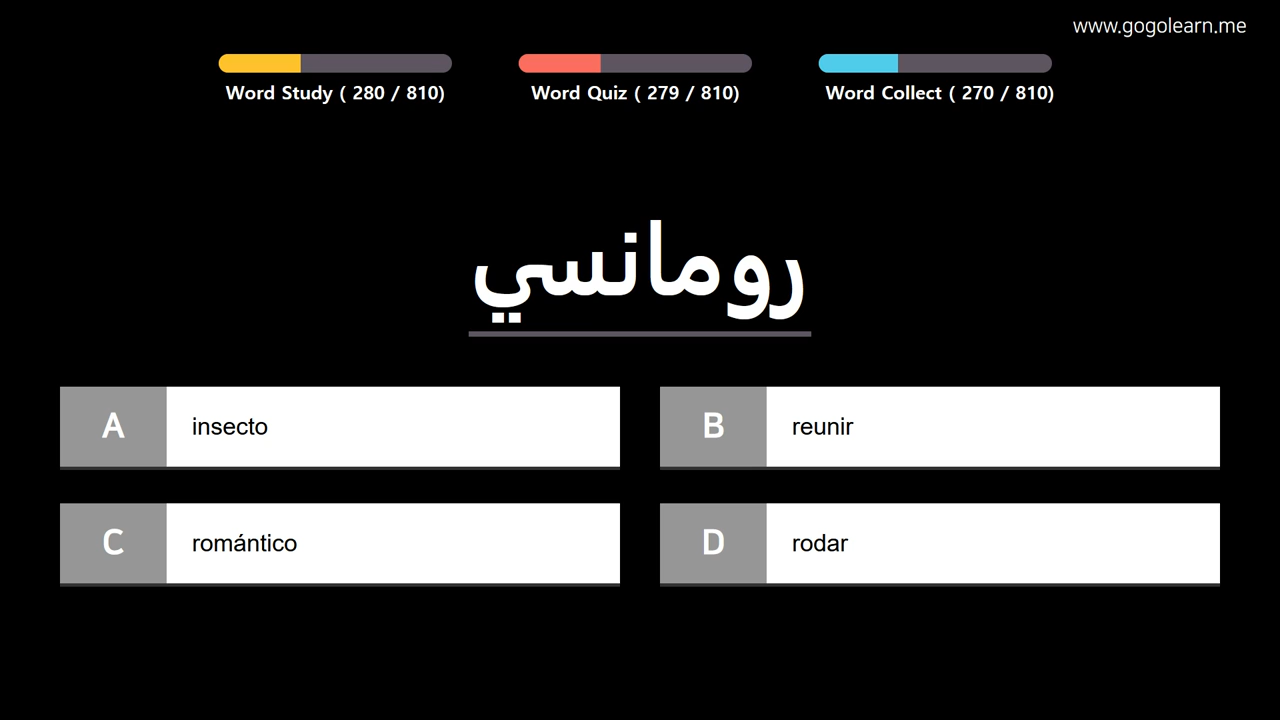 www.gogolearn.me
Word Study ( 280 / 810)
Word Quiz ( 279 / 810)
Word Collect ( 270 / 810)
رومانسي
A insecto
B reunir
C romántico
D rodar